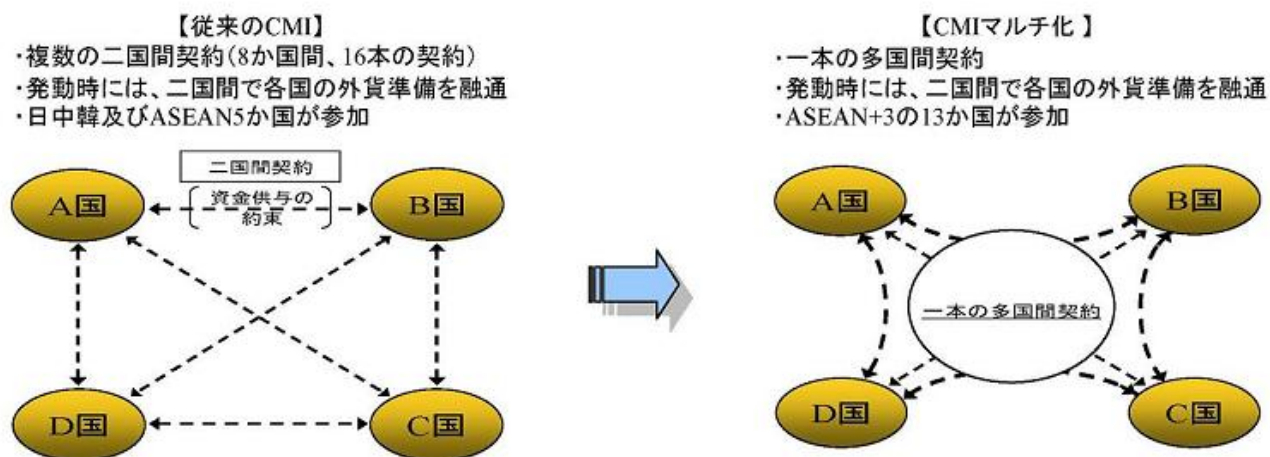 【従来のCMI】
・複数の二国間契約(8か国間、16本の契約)
・発動時には、二国間で各国の外貨準備を融通
・日中韓及びASEAN5か国が参加
二国間契約
資金供与の
約束
A国
B国
D国
C国
【CMIマルチ化 】
・一本の多国間契約
・発動時には、二国間で各国の外貨準備を融通
・ASEAN+3の13か国が参加
A国
B国
一本の多国間契約
D国
C国